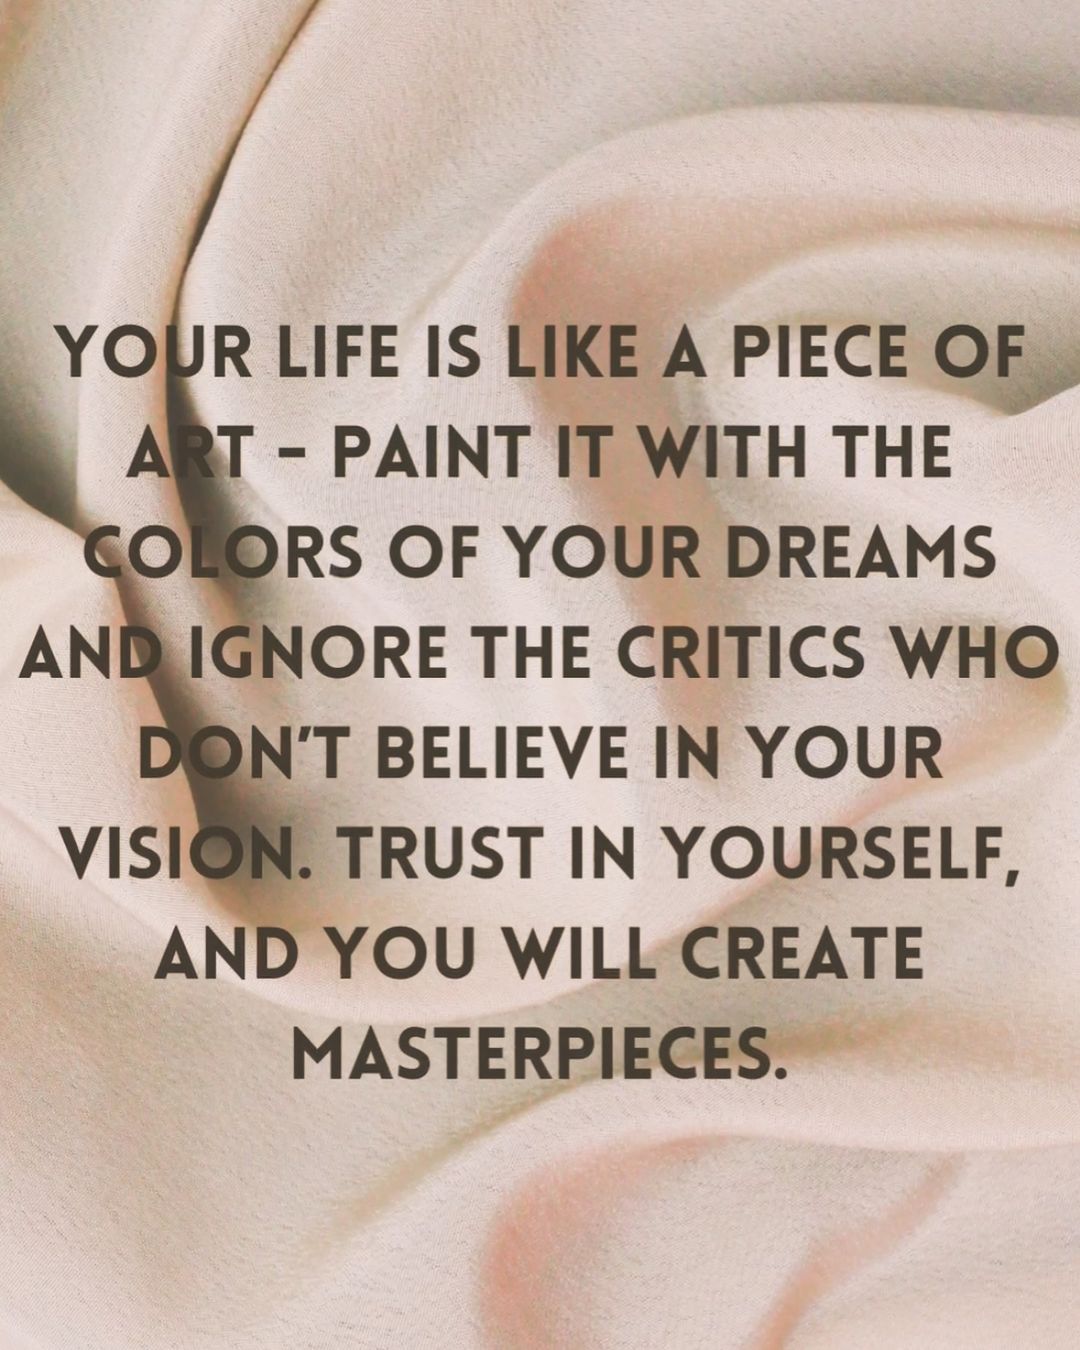 YOUR LIFE IS LIKE A PIECE OF
ART - PAINT IT WITH THE
COLORS OF YOUR DREAMS
AND IGNORE THE CRITICS WHO
DON'T BELIEVE IN YOUR
VISION. TRUST IN YOURSELF,
AND YOU WILL CREATE
MASTERPIECES.